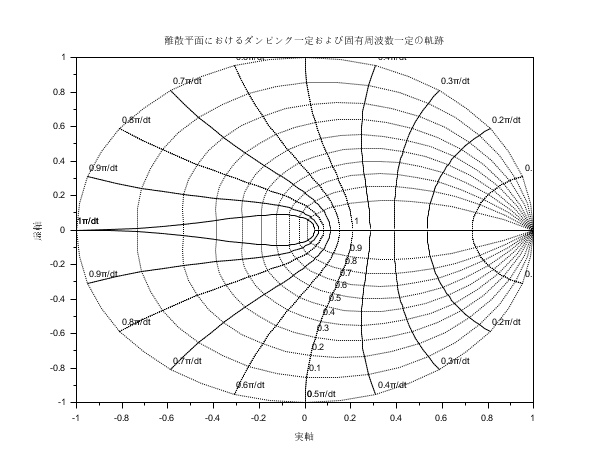 離散平面におけるダンピング一定および固有周波数一定の軌跡
1
0.7π/dt
0.3π/dt
0.8
0.8π/dt
0.2π/dt
0.6
0.4
0.9π/dt
0.
0.2
1π/dt
1
0
虚軸
0.9
-0.2
0.8
0.7
0.9π/dt
0.
0.6
0.5
-0.4
0.4
0.8π/dt
0.3
0.2π/dt
-0.6
0.2
0.7π/dt
0.3π/dt
-0.8
0.1
0.6π/dt
0.5π/dt
0.4π/dt
-1
-1 -0.8 -0.6 -0.4 -0.2 0 0.2 0.4 0.6 0.8 1
実軸